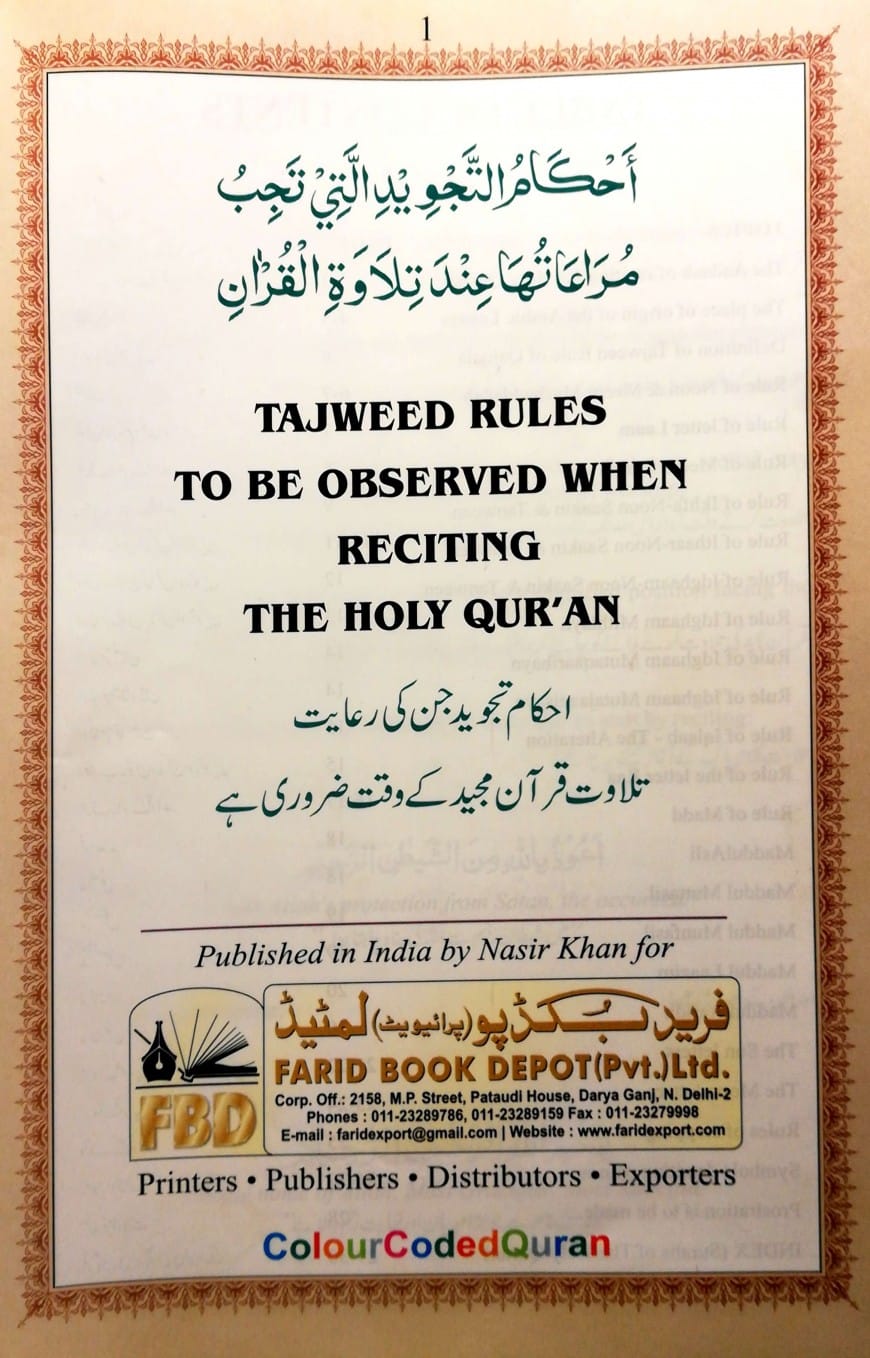 1
أَحْكَامُ التَّجْوِيْدِ الَّتِيْ تَجِبُ
مُرَاعَاتُهَا عِنْدَ تِلَاوَةِ الْقُرْاٰنِ
TAJWEED RULES
TO BE OBSERVED WHEN
RECITING
THE HOLY QUR'AN
احکام تجوید جن کی رعایت
تلاوت قرآن مجید کے وقت ضروری ہے
Published in India by Nasir Khan for
فرید بکڈپو (پرائیویٹ) لمٹیڈ
FARID BOOK DEPOT (Pvt.) Ltd.
FBD
Corp. Off.: 2158, M.P. Street, Pataudi House, Darya Ganj, N. Delhi-2
Phones : 011-23289786, 011-23289159 Fax : 011-23279998
E-mail : faridexport@gmail.com | Website : www.faridexport.com
Printers • Publishers • Distributors • Exporters
ColourCodedQuran